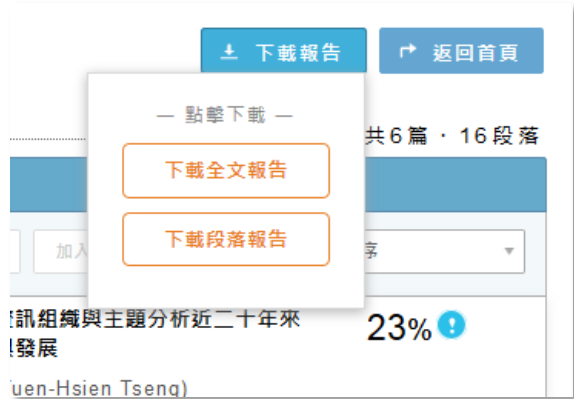 下載報告
返回首頁
— 點擊下載 —
共6篇 · 16段落
下載全文報告
下載段落報告
加入
序
訊組織與主題分析近二十年來
發展
23%
uen-Hsien Tseng)